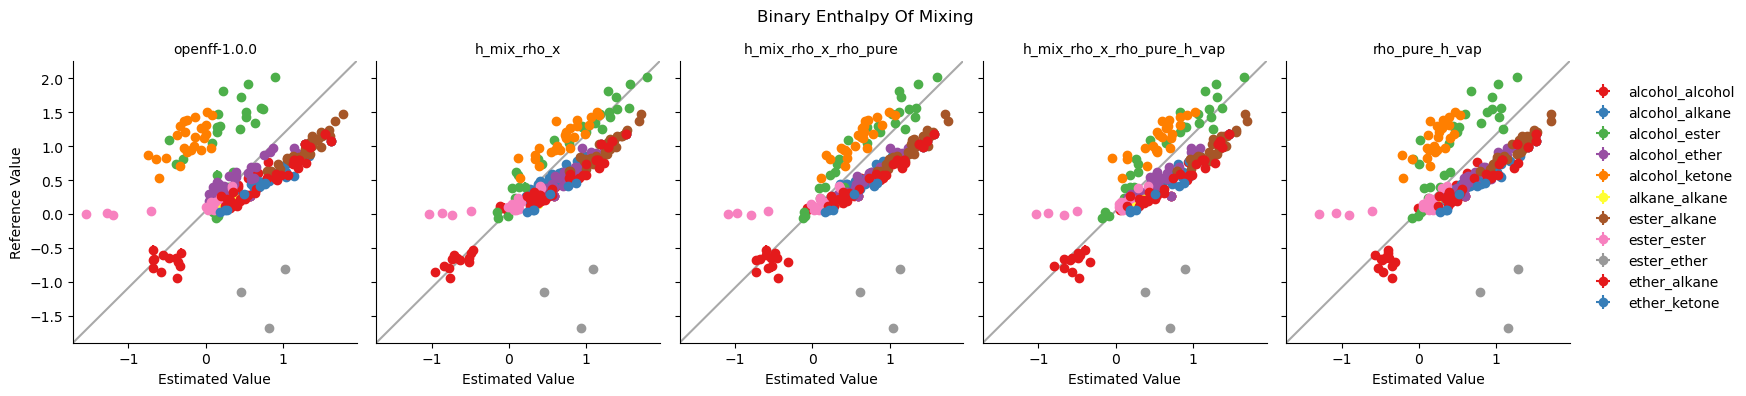 Binary Enthalpy Of Mixing
openff-1.0.0
h_mix_rho_x
h_mix_rho_x_rho_pure
h_mix_rho_x_rho_pure_h_vap
rho_pure_h_vap
Reference Value
2.0
1.5
1.0
0.5
0.0
−0.5
−1.0
−1.5
−1 0 1
−1 0 1
−1 0 1
−1 0 1
−1 0 1
Estimated Value
Estimated Value
Estimated Value
Estimated Value
Estimated Value
alcohol_alcohol
alcohol_alkane
alcohol_ester
alcohol_ether
alcohol_ketone
alkane_alkane
ester_alkane
ester_ester
ester_ether
ether_alkane
ether_ketone